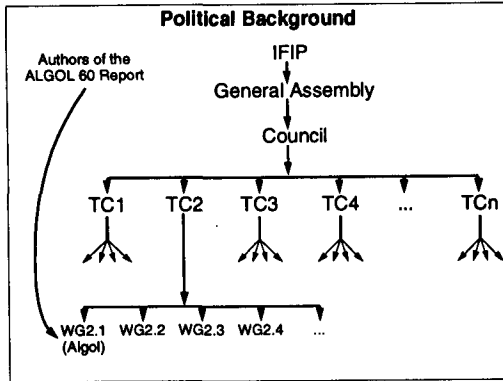 Political Background
Authors of the
ALGOL 60 Report
IFIP
General Assembly
Council
TC1 TC2 TC3 TC4 ... TCn
WG2.1 WG2.2 WG2.3 WG2.4 ...
(Algol)